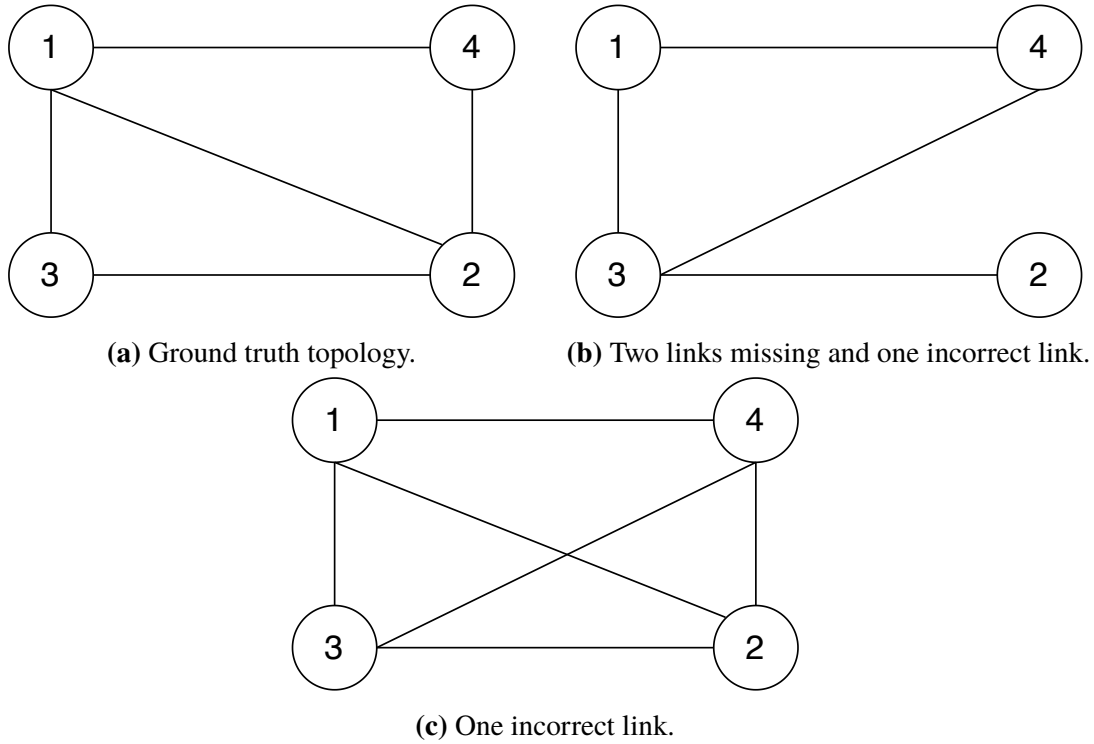 1 4
3 2
(a) Ground truth topology.
1 4
3 2
(b) Two links missing and one incorrect link.
1 4
3 2
(c) One incorrect link.